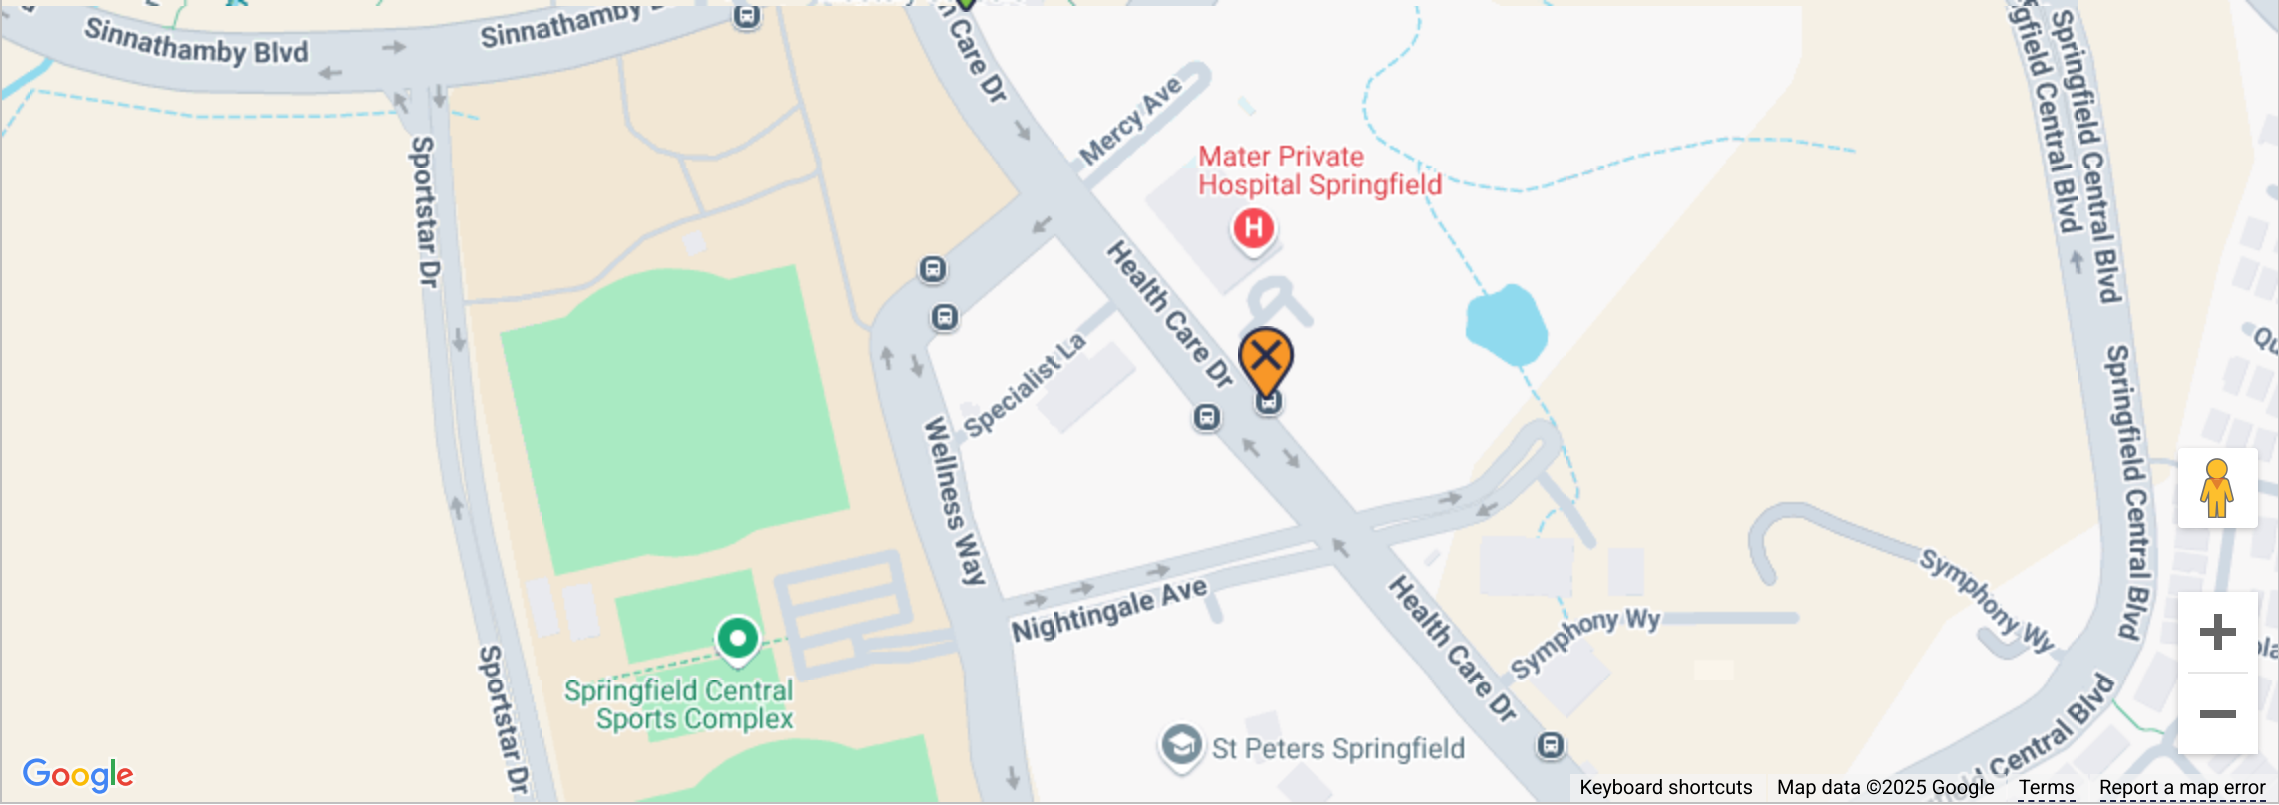 Sinnathamby Blvd
Sinnathamby
Care Dr
Springfield Central Blvd
Springfield Central Blvd
Mercy Ave
Mater Private
Hospital Springfield
H
Sportstar Dr
Health Care Dr
Specialist La
Wellness Way
Springfield Central Blvd
Nightingale Ave
Health Care Dr
Symphony Wy
Symphony Wy
Sportstar Dr
Springfield Central
Sports Complex
St Peters Springfield
Central Blvd
Google
Keyboard shortcuts
Map data ©2025 Google
Terms
Report a map error